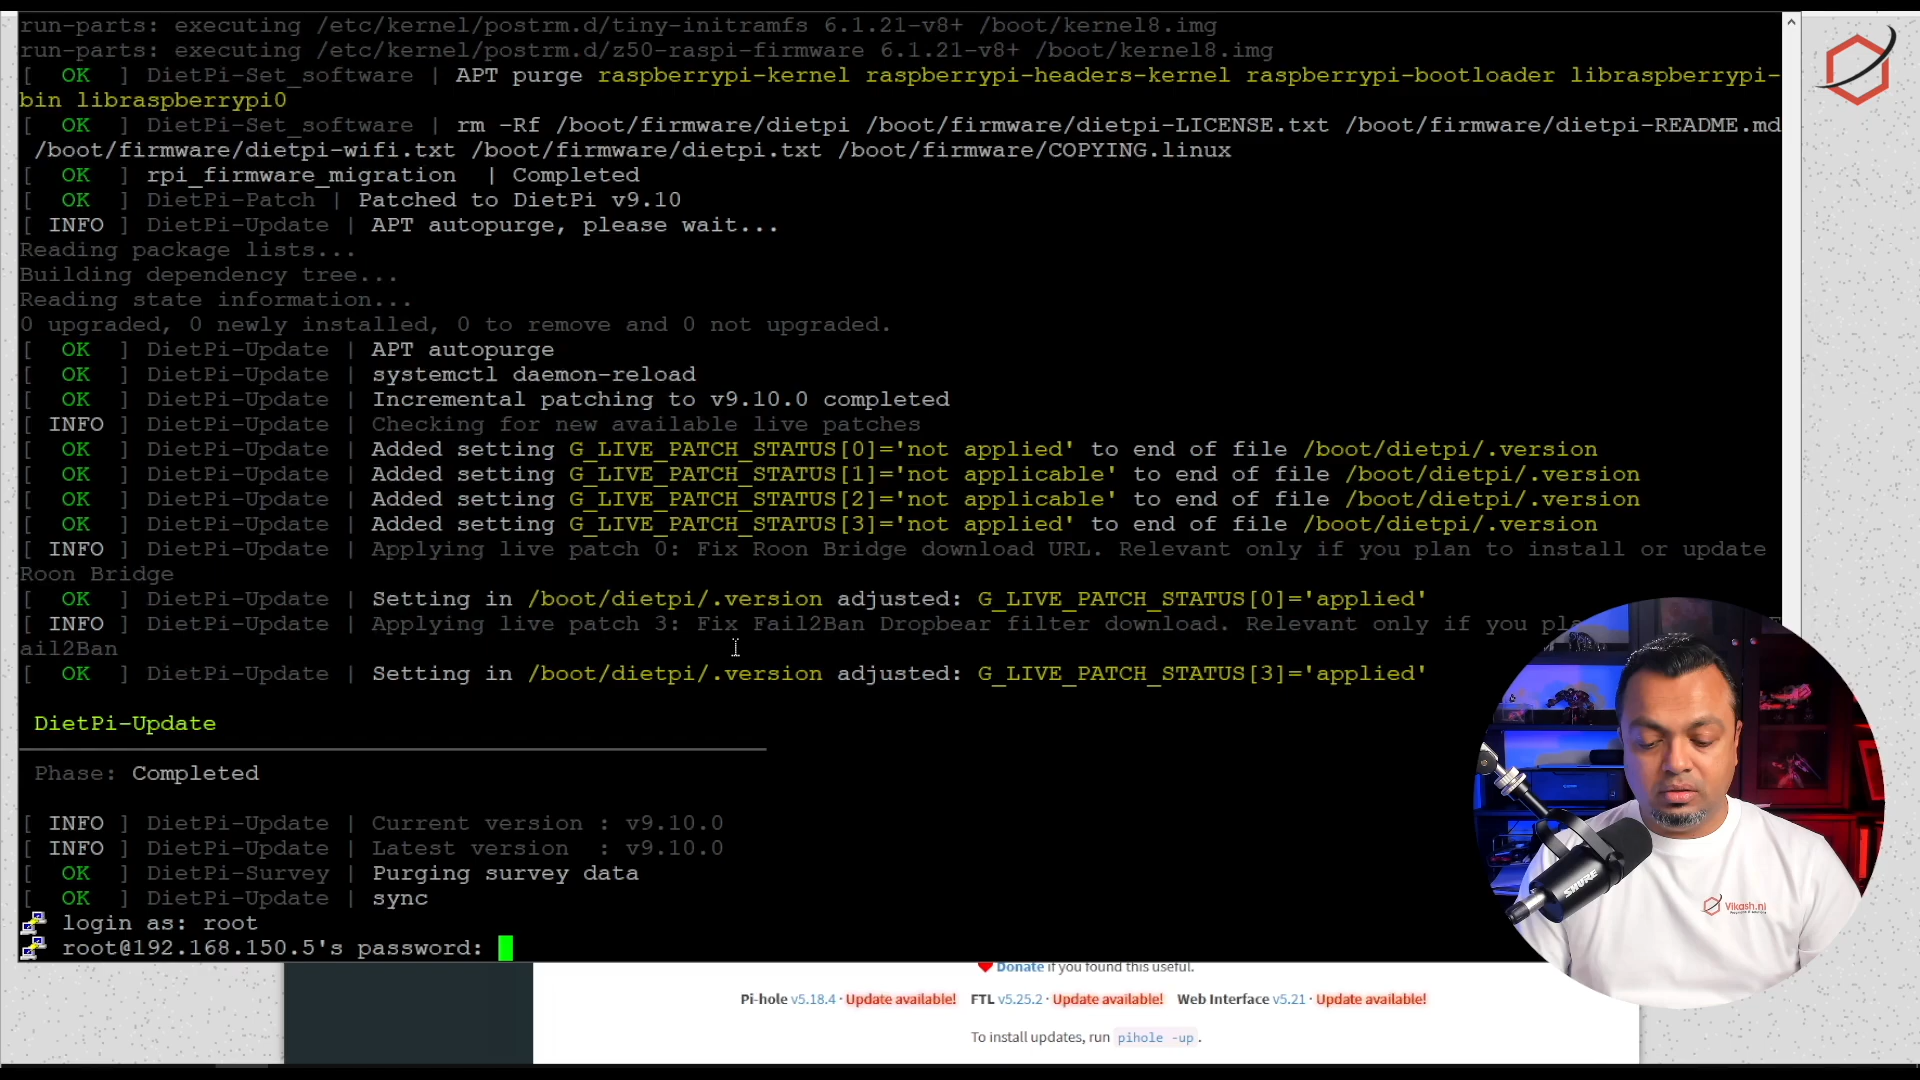 run-parts: executing /etc/kernel/postrm.d/tiny-initramfs 6.1.21-v8+ /boot/kernel8.img
run-parts: executing /etc/kernel/postrm.d/z50-raspi-firmware 6.1.21-v8+ /boot/kernel8.img
[  OK  ] DietPi-Set_software | APT purge raspberrypi-kernel raspberrypi-headers-kernel raspberrypi-bootloader libraspberrypi-
bin libraspberrypi0
[  OK  ] DietPi-Set_software | rm -Rf /boot/firmware/dietpi /boot/firmware/dietpi-LICENSE.txt /boot/firmware/dietpi-README.md
/boot/firmware/dietpi-wifi.txt /boot/firmware/dietpi.txt /boot/firmware/COPYING.linux
[  OK  ] rpi_firmware_migration  | Completed
[  OK  ] DietPi-Patch | Patched to DietPi v9.10
[ INFO ] DietPi-Update | APT autopurge, please wait...
Reading package lists...
Building dependency tree...
Reading state information...
0 upgraded, 0 newly installed, 0 to remove and 0 not upgraded.
[  OK  ] DietPi-Update | APT autopurge
[  OK  ] DietPi-Update | systemctl daemon-reload
[  OK  ] DietPi-Update | Incremental patching to v9.10.0 completed
[ INFO ] DietPi-Update | Checking for new available live patches
[  OK  ] DietPi-Update | Added setting G_LIVE_PATCH_STATUS[0]='not applied' to end of file /boot/dietpi/.version
[  OK  ] DietPi-Update | Added setting G_LIVE_PATCH_STATUS[1]='not applicable' to end of file /boot/dietpi/.version
[  OK  ] DietPi-Update | Added setting G_LIVE_PATCH_STATUS[2]='not applicable' to end of file /boot/dietpi/.version
[  OK  ] DietPi-Update | Added setting G_LIVE_PATCH_STATUS[3]='not applied' to end of file /boot/dietpi/.version
[ INFO ] DietPi-Update | Applying live patch 0: Fix Roon Bridge download URL. Relevant only if you plan to install or update
Roon Bridge
[  OK  ] DietPi-Update | Setting in /boot/dietpi/.version adjusted: G_LIVE_PATCH_STATUS[0]='applied'
[ INFO ] DietPi-Update | Applying live patch 3: Fix Fail2Ban Dropbear filter download. Relevant only if you
ail2Ban
[  OK  ] DietPi-Update | Setting in /boot/dietpi/.version adjusted: G_LIVE_PATCH_STATUS[3]='applied'
DietPi-Update
Phase: Completed
[ INFO ] DietPi-Update | Current version : v9.10.0
[ INFO ] DietPi-Update | Latest version  : v9.10.0
[  OK  ] DietPi-Survey | Purging survey data
[  OK  ] DietPi-Update | sync
login as: root
root@192.168.150.5's password:
SHURE
Vikash.nl
Donate if you found this useful.
Pi-hole v5.18.4 · Update available! FTL v5.25.2 · Update available! Web Interface v5.21 · Update available!
To install updates, run pihole -up .